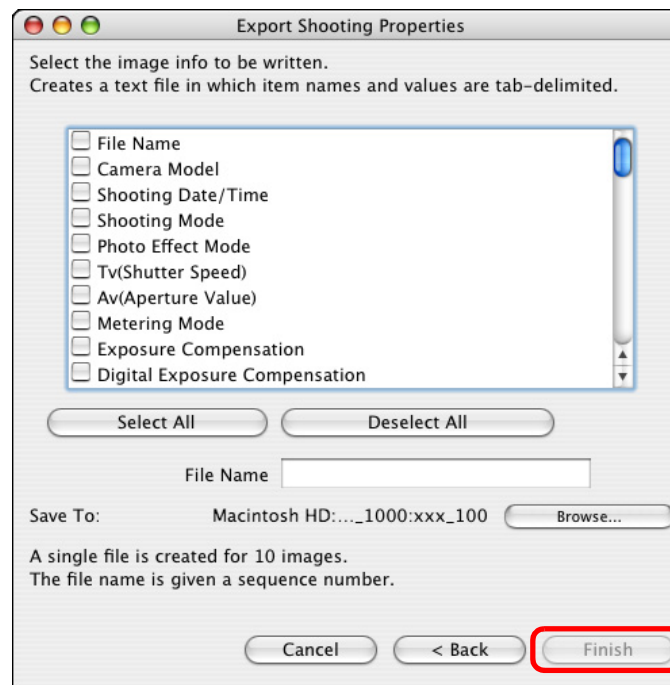 Export Shooting Properties
Select the image info to be written.
Creates a text file in which item names and values are tab-delimited.
File Name
Camera Model
Shooting Date/Time
Shooting Mode
Photo Effect Mode
Tv(Shutter Speed)
Av(Aperture Value)
Metering Mode
Exposure Compensation
Digital Exposure Compensation
Select All Deselect All
File Name
Save To: Macintosh HD:..._1000:xxx_100 Browse...
A single file is created for 10 images.
The file name is given a sequence number.
Cancel < Back Finish